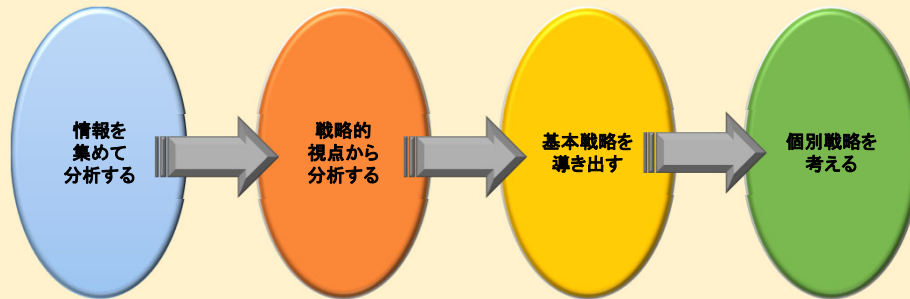 情報を
集めて
分析する
戦略的
視点から
分析する
基本戦略を
導き出す
個別戦略を
考える